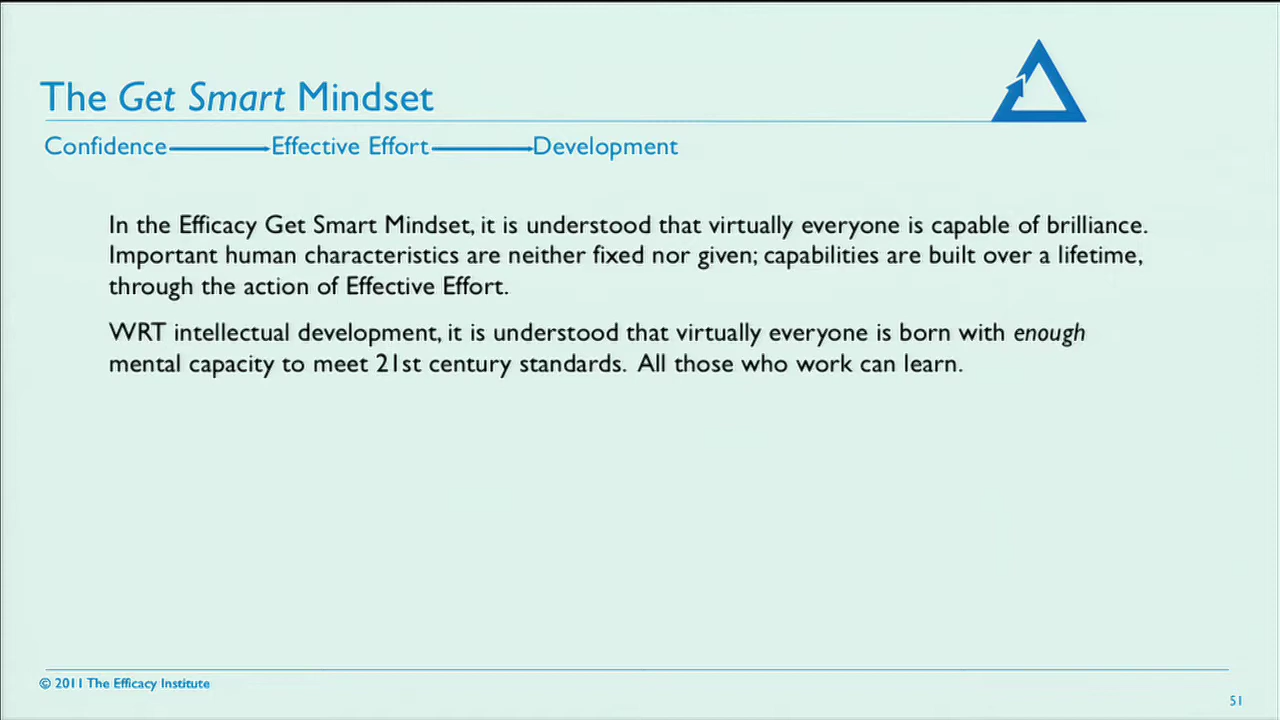 The Get Smart Mindset
Confidence Effective Effort Development
In the Efficacy Get Smart Mindset, it is understood that virtually everyone is capable of brilliance.
Important human characteristics are neither fixed nor given; capabilities are built over a lifetime,
through the action of Effective Effort.
WRT intellectual development, it is understood that virtually everyone is born with enough
mental capacity to meet 21st century standards. All those who work can learn.
© 2011 The Efficacy Institute
51